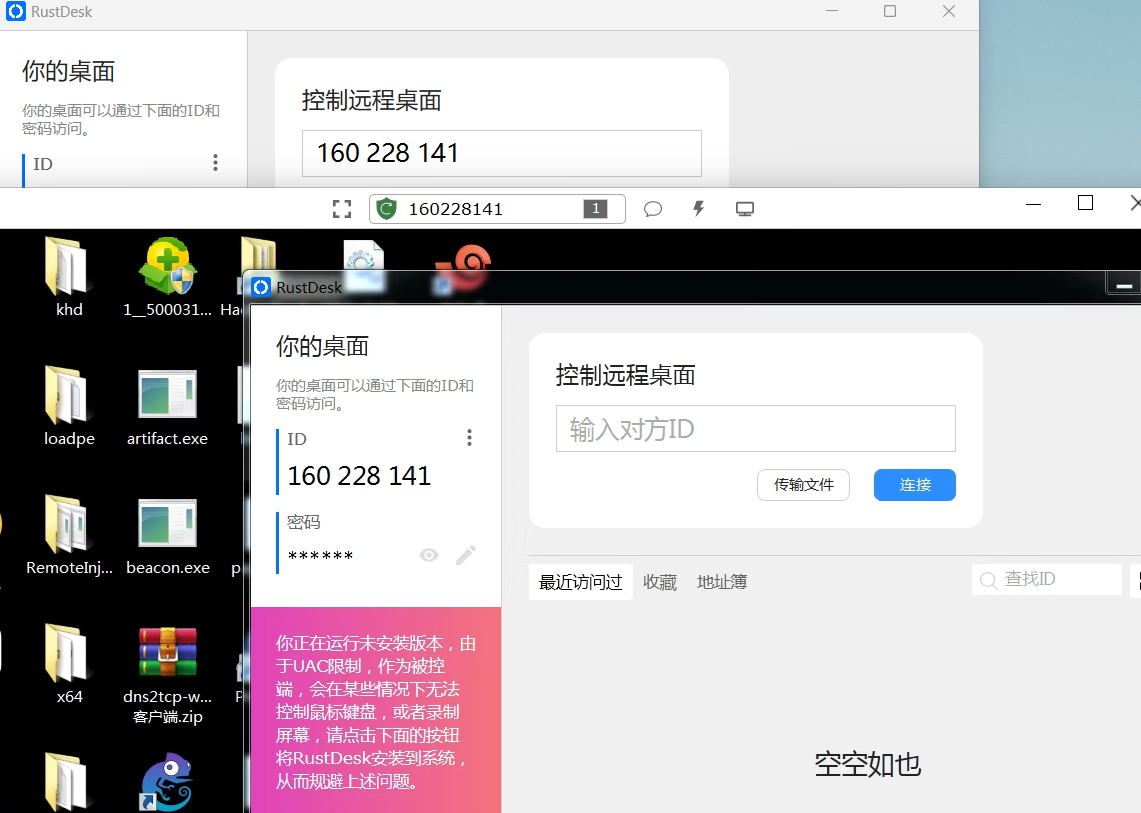 RustDesk
你的桌面
你的桌面可以通过下面的ID和
密码访问。
ID
控制远程桌面
160 228 141
160228141
1
khd
1__500031...
loadpe
artifact.exe
RemoteInj...
beacon.exe
x64
dns2tcp-w...
客户端.zip
RustDesk
你的桌面
你的桌面可以通过下面的ID和
密码访问。
ID
160 228 141
密码
******
你正在运行未安装版本，由
于UAC限制，作为被控
端，会在某些情况下无法
控制鼠标键盘，或者录制
屏幕，请点击下面的按钮
将RustDesk安装到系统，
从而规避上述问题。
控制远程桌面
输入对方ID
传输文件 连接
最近访问过 收藏 地址簿 查找ID
空空如也